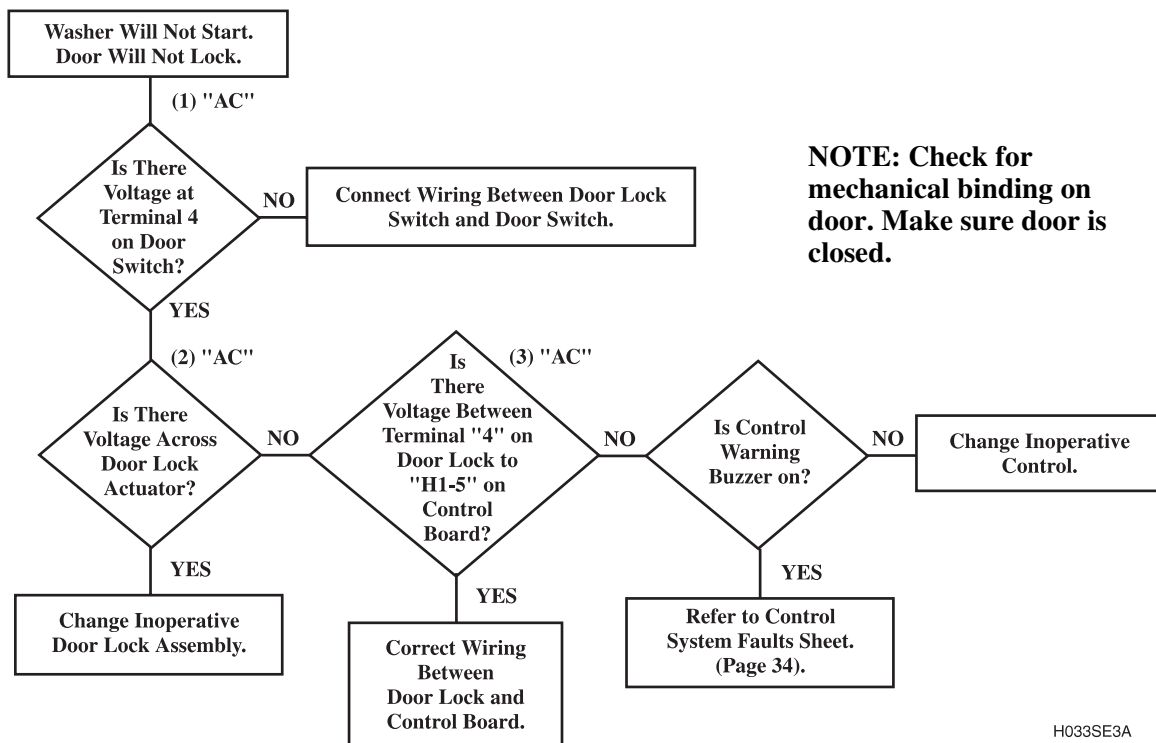 Washer Will Not Start.
Door Will Not Lock.
(1) "AC"
Is There
Voltage at
Terminal 4
on Door
Switch?
NO
Connect Wiring Between Door Lock
Switch and Door Switch.
NOTE: Check for
mechanical binding on
door. Make sure door is
closed.
YES
(2) "AC"
Is There
Voltage Across
Door Lock
Actuator?
NO
(3) "AC"
Is
There
Voltage Between
Terminal "4" on
Door Lock to
"H1-5" on
Control
Board?
NO
Is Control
Warning
Buzzer on?
NO
Change Inoperative
Control.
YES
Change Inoperative
Door Lock Assembly.
YES
Correct Wiring
Between
Door Lock and
Control Board.
YES
Refer to Control
System Faults Sheet.
(Page 34).
H033SE3A